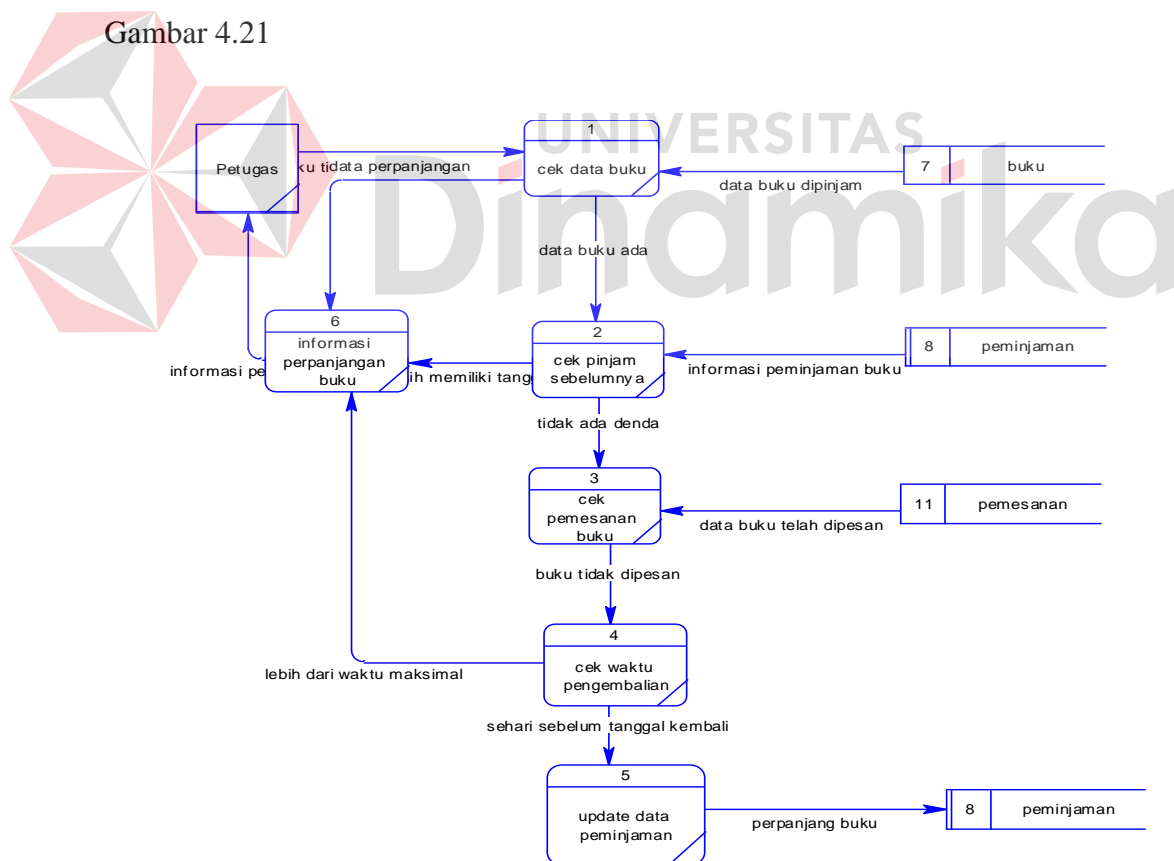 Gambar 4.21
UNIVERSITAS
Dinamika
1
cek data buku
Petugas
data perpanjangan
7
buku
data buku dipinjam
data buku ada
6
informasi
perpanjangan
buku
2
cek pinjam
sebelumnya
8
peminjaman
informasi
memiliki
informasi peminjaman buku
tidak ada denda
3
cek
pemesanan
buku
11
pemesanan
data buku telah dipesan
buku tidak dipesan
4
cek waktu
pengembalian
lebih dari waktu maksimal
sehari sebelum tanggal kembali
5
update data
peminjaman
8
peminjaman
perpanjang buku